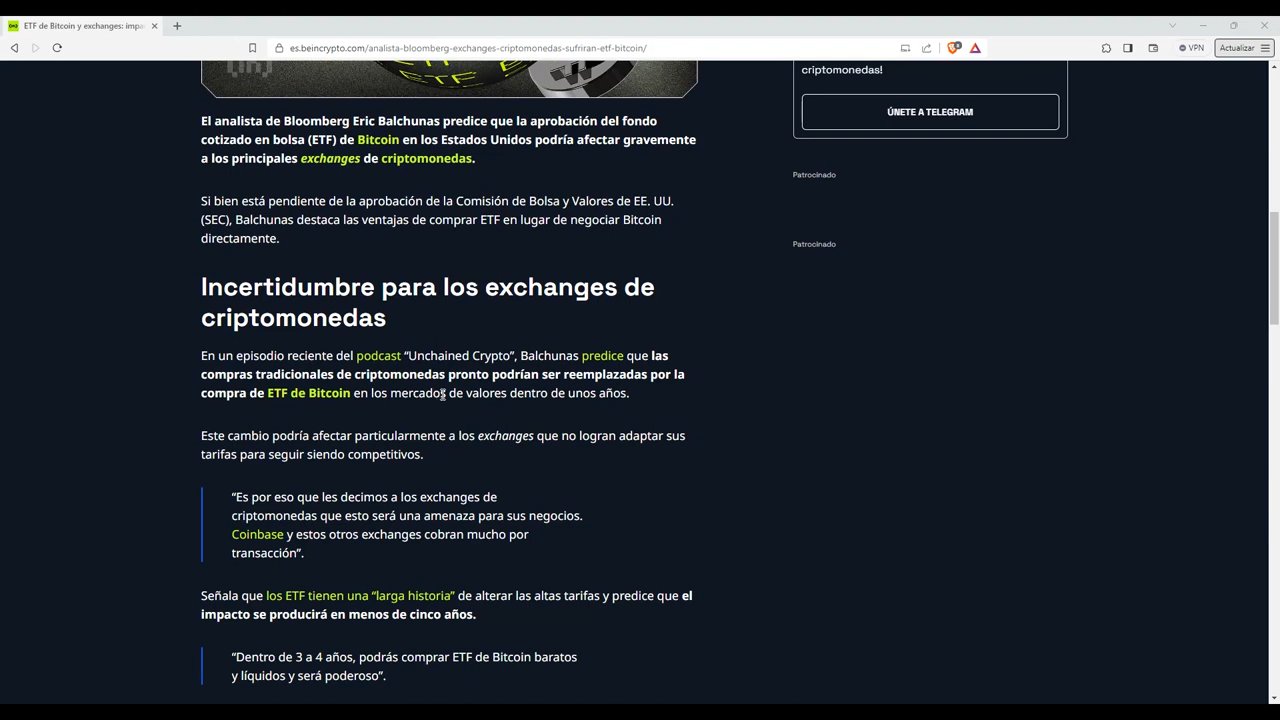 ETF de Bitcoin y exchanges: impa
es.beincrypto.com/analista-bloomberg-exchanges-criptomonedas-sufriran-etf-bitcoin/
VPN
Actualizar
criptomonedas!
ÚNETE A TELEGRAM
Patrocinado
Patrocinado
El analista de Bloomberg Eric Balchunas predice que la aprobación del fondo
cotizado en bolsa (ETF) de Bitcoin en los Estados Unidos podría afectar gravemente
a los principales exchanges de criptomonedas.
Si bien está pendiente de la aprobación de la Comisión de Bolsa y Valores de EE. UU.
(SEC), Balchunas destaca las ventajas de comprar ETF en lugar de negociar Bitcoin
directamente.
Incertidumbre para los exchanges de
criptomonedas
En un episodio reciente del podcast “Unchained Crypto”, Balchunas predice que las
compras tradicionales de criptomonedas pronto podrían ser reemplazadas por la
compra de ETF de Bitcoin en los mercados de valores dentro de unos años.
Este cambio podría afectar particularmente a los exchanges que no logran adaptar sus
tarifas para seguir siendo competitivos.
“Es por eso que les decimos a los exchanges de
criptomonedas que esto será una amenaza para sus negocios.
Coinbase y estos otros exchanges cobran mucho por
transacción”.
Señala que los ETF tienen una “larga historia” de alterar las altas tarifas y predice que el
impacto se producirá en menos de cinco años.
“Dentro de 3 a 4 años, podrás comprar ETF de Bitcoin baratos
y líquidos y será poderoso”.